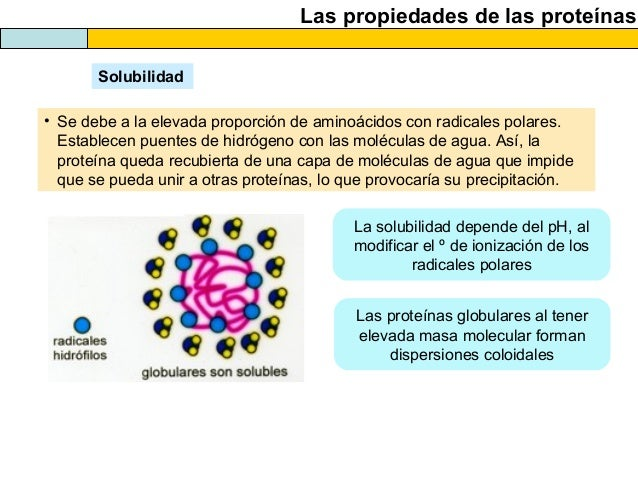 Las propiedades de las proteínas
Solubilidad
• Se debe a la elevada proporción de aminoácidos con radicales polares.
Establecen puentes de hidrógeno con las moléculas de agua. Así, la
proteína queda recubierta de una capa de moléculas de agua que impide
que se pueda unir a otras proteínas, lo que provocaría su precipitación.
La solubilidad depende del pH, al
modificar el º de ionización de los
radicales polares
Las proteínas globulares al tener
elevada masa molecular forman
dispersiones coloidales
radicales
hidrófilos
globulares son solubles